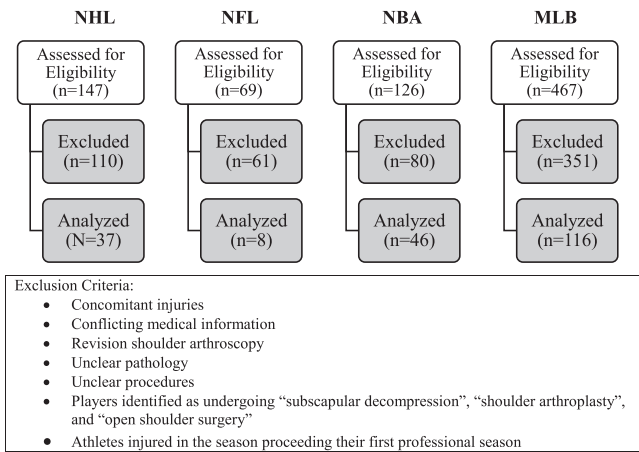 NHL NFL NBA MLB
Assessed for Eligibility (n=147)
Assessed for Eligibility (n=69)
Assessed for Eligibility (n=126)
Assessed for Eligibility (n=467)
Excluded (n=110)
Excluded (n=61)
Excluded (n=80)
Excluded (n=351)
Analyzed (N=37)
Analyzed (n=8)
Analyzed (n=46)
Analyzed (n=116)
Exclusion Criteria:
• Concomitant injuries
• Conflicting medical information
• Revision shoulder arthroscopy
• Unclear pathology
• Unclear procedures
• Players identified as undergoing “subscapular decompression”, “shoulder arthroplasty”,
and “open shoulder surgery”
• Athletes injured in the season proceeding their first professional season